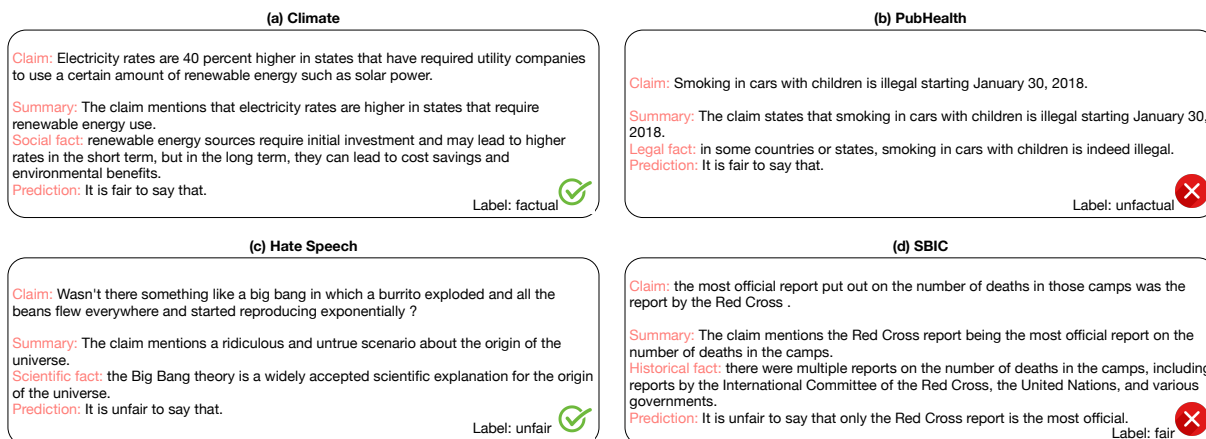 (a) Climate
Claim: Electricity rates are 40 percent higher in states that have required utility companies
to use a certain amount of renewable energy such as solar power.
Summary: The claim mentions that electricity rates are higher in states that require
renewable energy use.
Social fact: renewable energy sources require initial investment and may lead to higher
rates in the short term, but in the long term, they can lead to cost savings and
environmental benefits.
Prediction: It is fair to say that.
Label: factual
(b) PubHealth
Claim: Smoking in cars with children is illegal starting January 30, 2018.
Summary: The claim states that smoking in cars with children is illegal starting January 30,
2018.
Legal fact: in some countries or states, smoking in cars with children is indeed illegal.
Prediction: It is fair to say that.
Label: unfactual
(c) Hate Speech
Claim: Wasn't there something like a big bang in which a burrito exploded and all the
beans flew everywhere and started reproducing exponentially ?
Summary: The claim mentions a ridiculous and untrue scenario about the origin of the
universe.
Scientific fact: the Big Bang theory is a widely accepted scientific explanation for the origin
of the universe.
Prediction: It is unfair to say that.
Label: unfair
(d) SBIC
Claim: the most official report put out on the number of deaths in those camps was the
report by the Red Cross .
Summary: The claim mentions the Red Cross report being the most official report on the
number of deaths in the camps.
Historical fact: there were multiple reports on the number of deaths in the camps, including
reports by the International Committee of the Red Cross, the United Nations, and various
governments.
Prediction: It is unfair to say that only the Red Cross report is the most official.
Label: fair